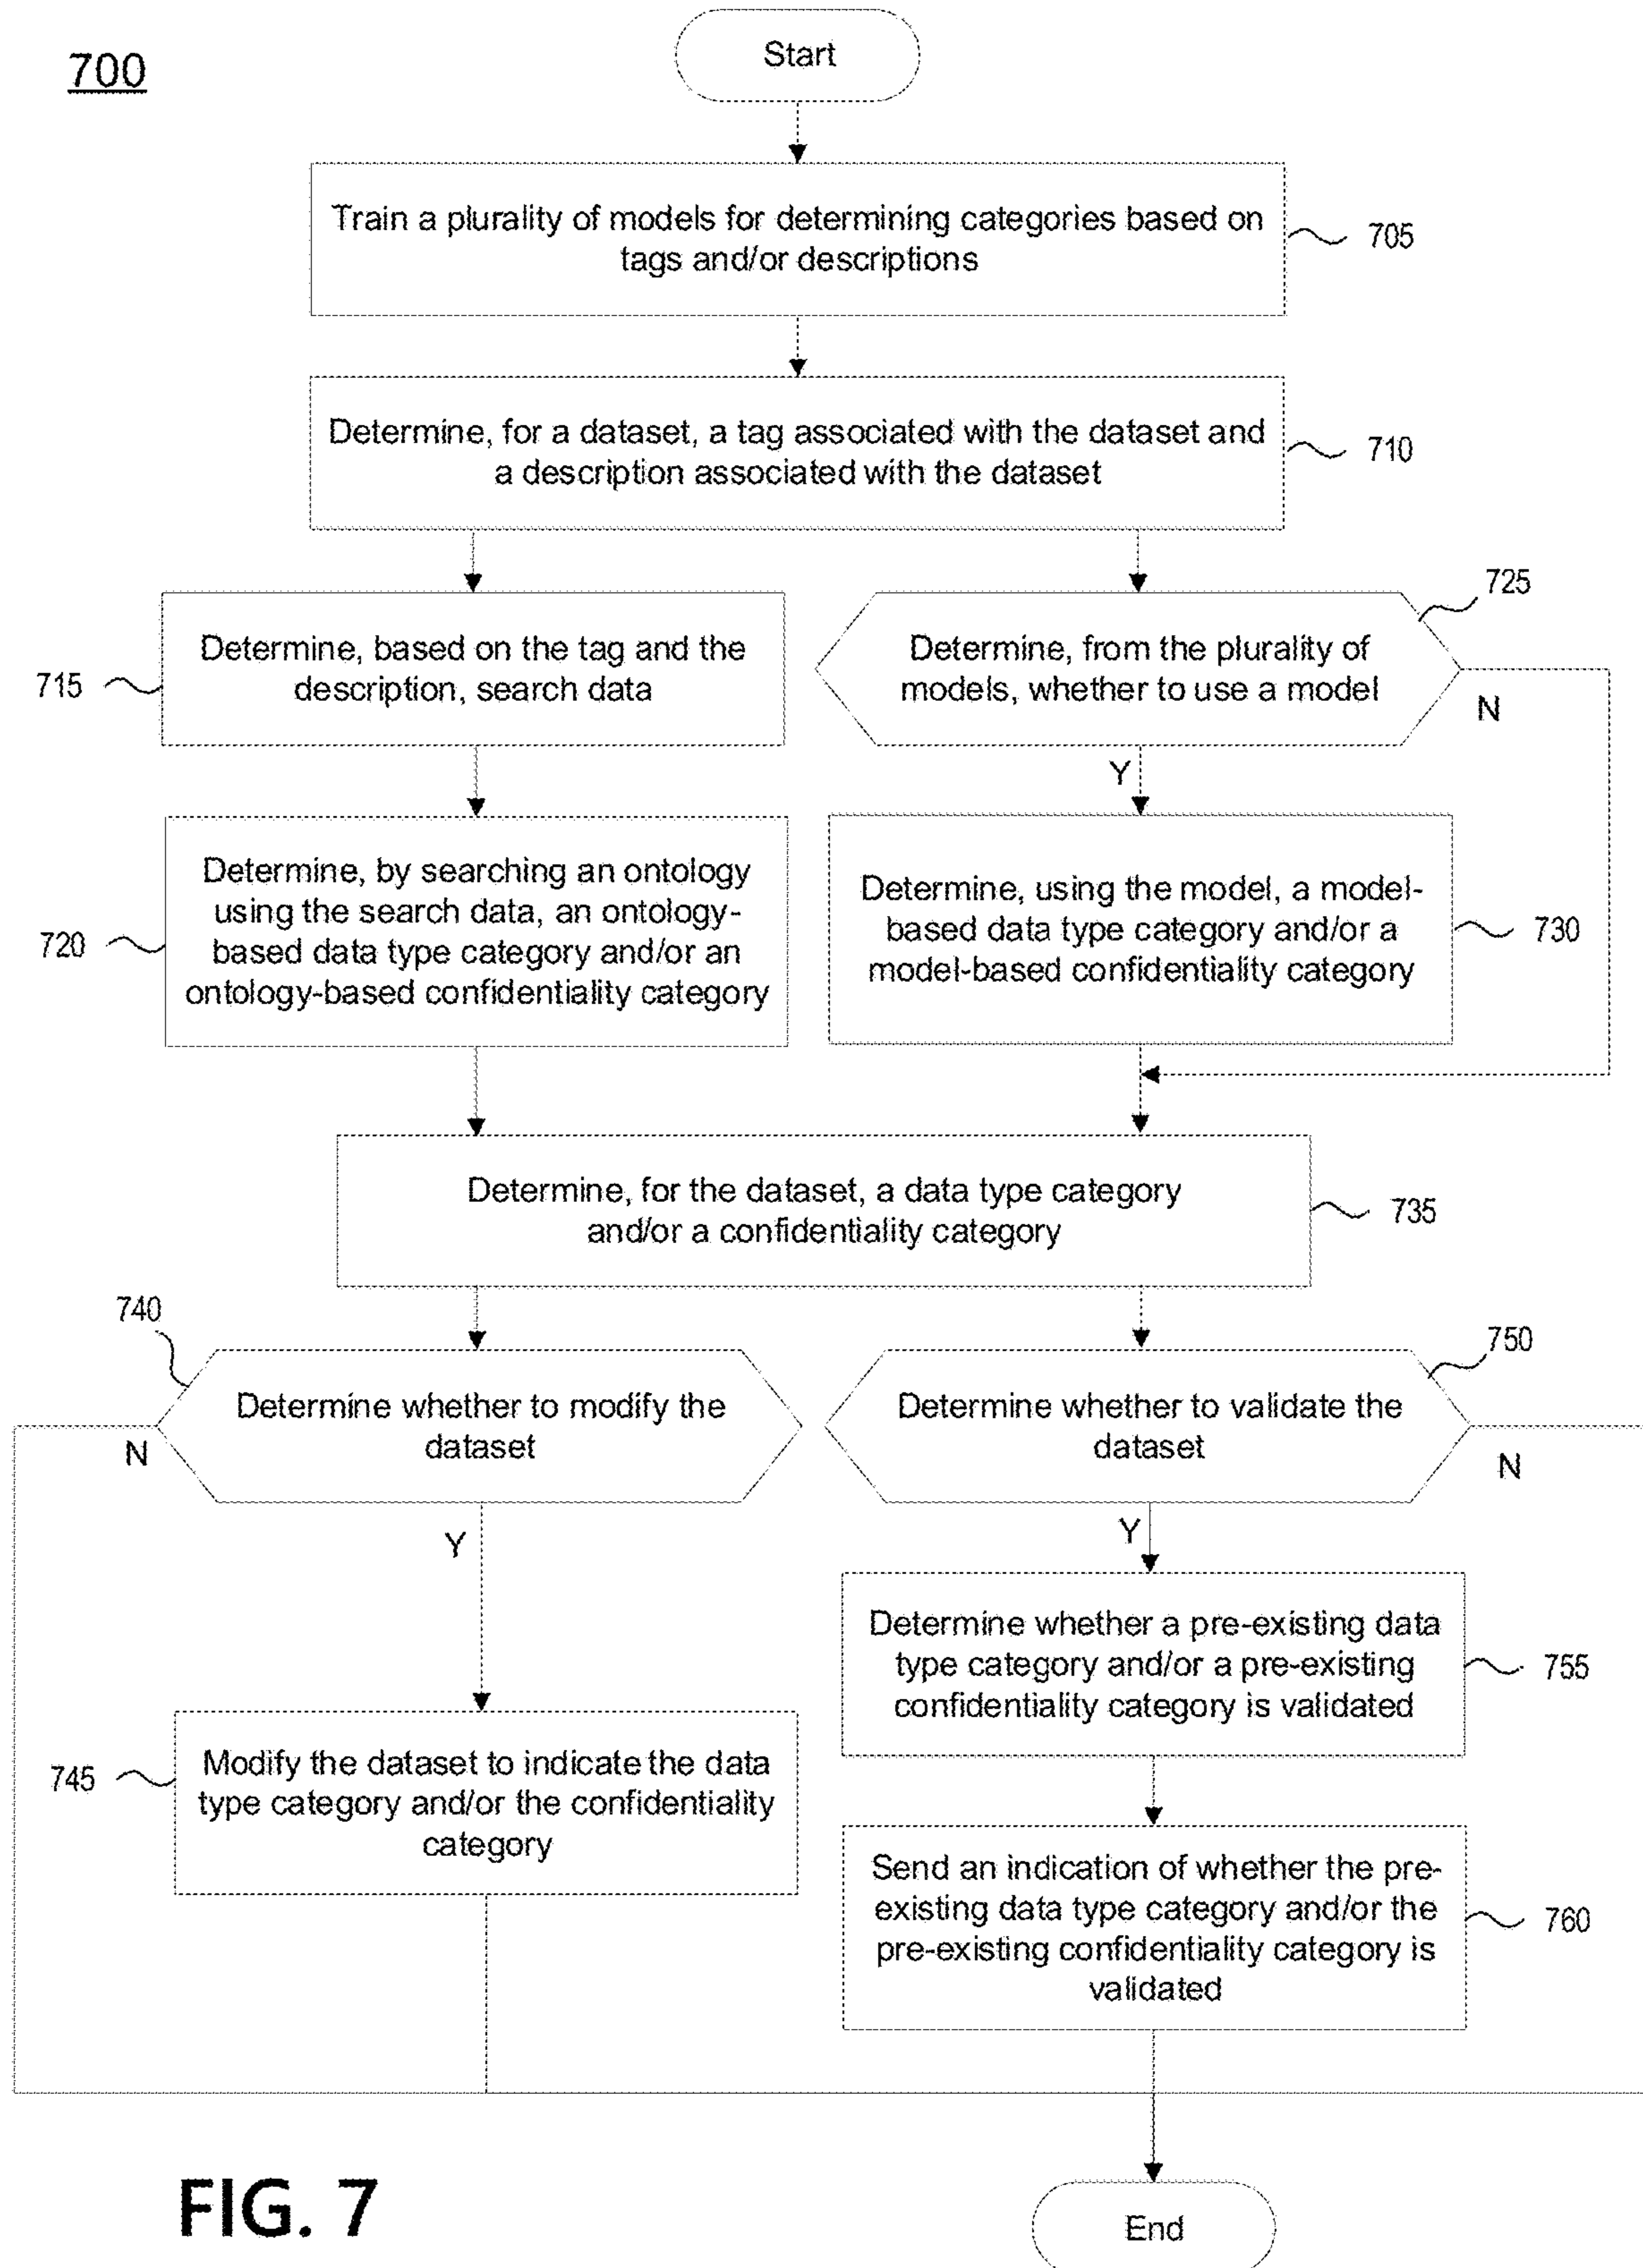 700
Start
Train a plurality of models for determining categories based on
tags and/or descriptions
705
Determine, for a dataset, a tag associated with the dataset and
a description associated with the dataset
710
715
Determine, based on the tag and the
description, search data
725
Determine, from the plurality of
models, whether to use a model
N
Y
720
Determine, by searching an ontology
using the search data, an ontology-
based data type category and/or an
ontology-based confidentiality category
Determine, using the model, a model-
based data type category and/or a
model-based confidentiality category
730
Determine, for the dataset, a data type category
and/or a confidentiality category
735
740
Determine whether to modify the
dataset
N
Y
750
Determine whether to validate the
dataset
N
Y
745
Modify the dataset to indicate the data
type category and/or the confidentiality
category
Determine whether a pre-existing data
type category and/or a pre-existing
confidentiality category is validated
755
Send an indication of whether the pre-
existing data type category and/or the
pre-existing confidentiality category is
validated
760
End
FIG. 7